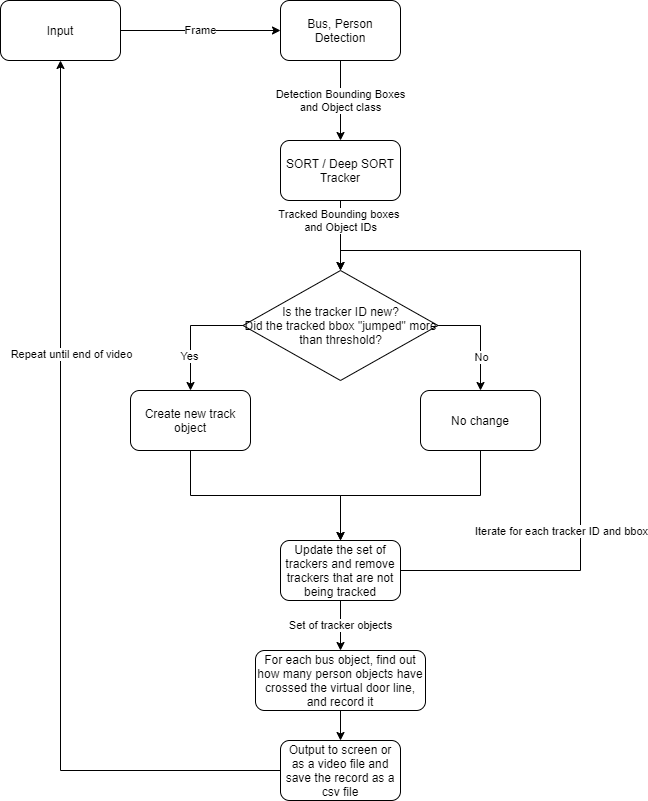 Input
Frame
Bus, Person
Detection
Detection Bounding Boxes
and Object class
SORT / Deep SORT
Tracker
Tracked Bounding boxes
and Object IDs
Is the tracker ID new?
Did the tracked bbox "jumped" more
than threshold?
Repeat until end of video
Yes
No
Create new track
object
No change
Iterate for each tracker ID and bbox
Update the set of
trackers and remove
trackers that are not
being tracked
Set of tracker objects
For each bus object, find out
how many person objects have
crossed the virtual door line,
and record it
Output to screen or
as a video file and
save the record as a
csv file